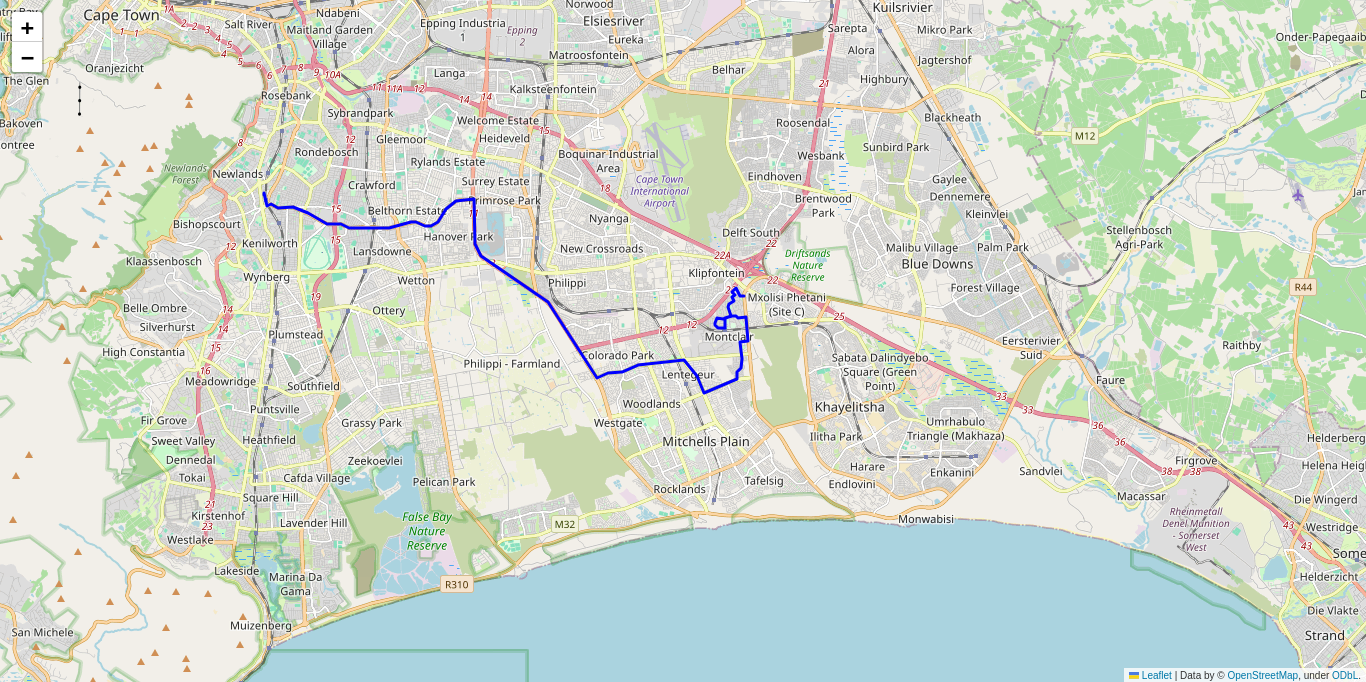 +
−
Cape Town
Salt River
Ndabeni
Maitland Garden
Village
Epping Industria
1
Epping
2
Norwood
Elsiesriver
Eureka
Matroosfontein
Kuilsrivier
Sarepta
Mikro Park
Alora
Jagtershof
Onder-Papegaaib
Oranjezicht
The Glen
Bakoven
ontree
Rosebank
Sybrandpark
Langa
Kalksteenfontein
Belhar
Highbury
Blackheath
M12
Newlands
Forest
Newlands
Rondebosch
Gleemoor
Welcome Estate
Heideveld
Rylands Estate
Boquinar Industrial
Area
Roosendal
Wesbank
Sunbird Park
Crawford
Surrey Estate
Primrose Park
Cape Town
International
Airport
Eindhoven
Brentwood
Park
Gaylee
Dennemere
Kleinvlei
Bishopscourt
Belthorn Estate
Nyanga
Delft South
Stellenbosch
Agri-Park
Kenilworth
Hanover Park
Lansdowne
New Crossroads
Malibu Village
Palm Park
Blue Downs
Klaassenbosch
Wynberg
Wetton
Philippi
Klipfontein
Driftsands
- Nature
Reserve
Forest Village
R44
Belle Ombre
Silverhurst
Ottery
Mxolisi Phetani
(Site C)
High Constantia
Plumstead
Montclair
Eersterivier
Suid
Raithby
Meadowridge
Philippi - Farmland
Colorado Park
Lentegeur
Sabata Dalindyebo
Square (Green
Point)
Faure
Southfield
Puntsville
Woodlands
Khayelitsha
Fir Grove
Grassy Park
Westgate
Umrhabulo
Triangle (Makhaza)
Sweet Valley
Heathfield
Mitchells Plain
Ilitha Park
Helderberg
Dennedal
Tokai
Zeekoevlei
Harare
Enkanini
Sandvlei
Firgrove
Helena Heig
Cafda Village
Pelican Park
Rocklands
Tafelsig
Endlovini
Macassar
Square Hill
Die Wingerd
Kirstenhof
Lavender Hill
False Bay
Nature
Reserve
M32
Monwabisi
Rheinmetall
Denel Munition
- Somerset
West
Westridge
Westlake
Some
Lakeside
Marina Da
Gama
R310
Helderzicht
Muizenberg
Die Vlakte
San Michele
Strand
Leaflet | Data by © OpenStreetMap, under ODbL.